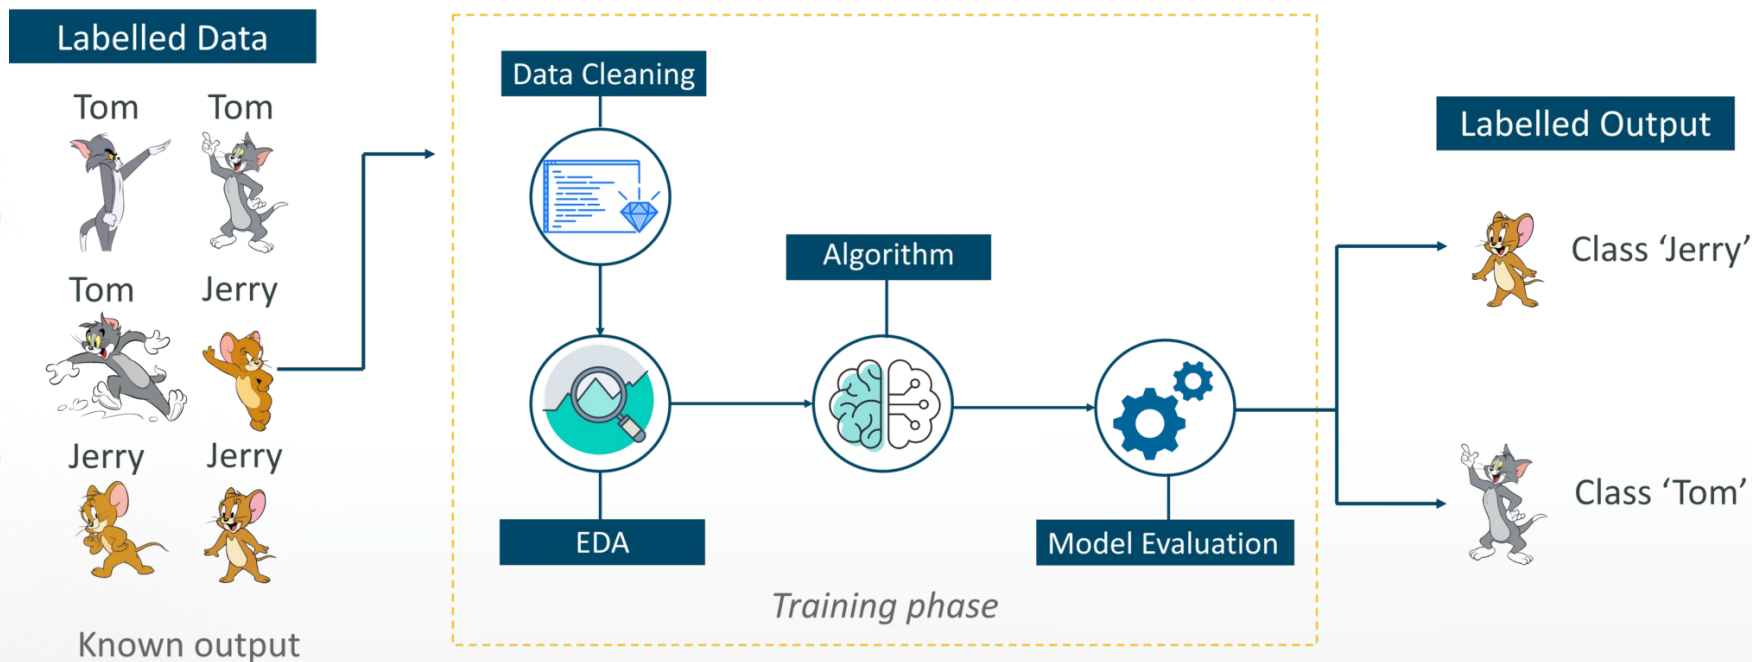 Labelled Data
Tom
Tom
Tom
Jerry
Jerry
Jerry
Known output
Data Cleaning
EDA
Algorithm
Model Evaluation
Training phase
Labelled Output
Class ‘Jerry’
Class ‘Tom’